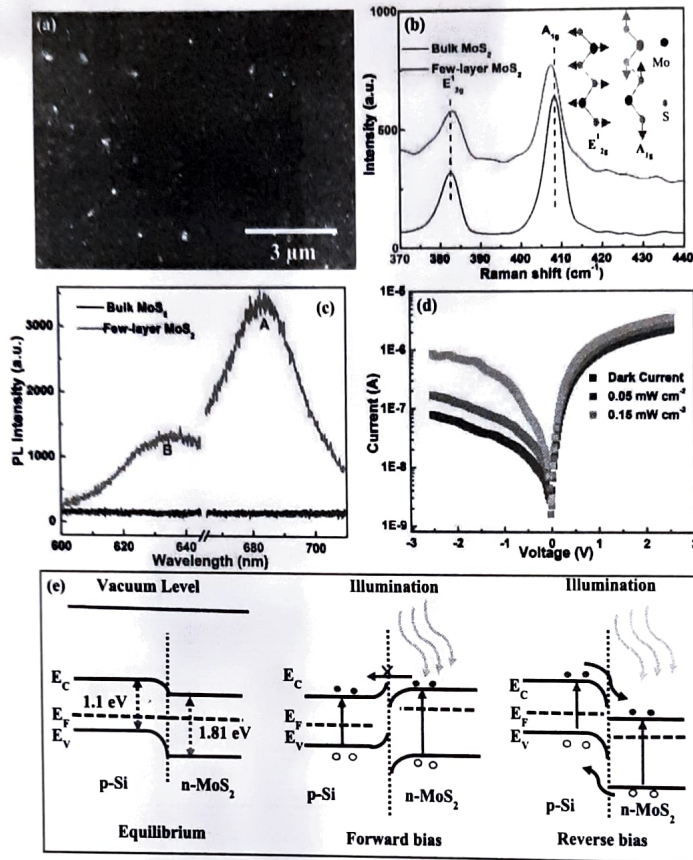 (a)
3 µm
(b)
Bulk MoS2
Few-layer MoS2
E¹2g
A1g
Mo
S
E¹2g
A1g
1000
500
0
Intensity (a.u.)
370 380 390 400 410 420 430 440
Raman shift (cm⁻¹)
(c)
Bulk MoS2
Few-layer MoS2
A
B
3000
2000
1000
0
PL Intensity (a.u.)
600 620 640 680 700
Wavelength (nm)
(d)
1E-5
1E-6
1E-7
1E-8
1E-9
Current (A)
Dark Current
0.05 mW cm⁻²
0.15 mW cm⁻²
-3 -2 -1 0 1 2 3
Voltage (V)
(e)
Vacuum Level
EC
1.1 eV
EF
1.81 eV
EV
p-Si
n-MoS2
Equilibrium
Illumination
EC
X
EF
EV
p-Si
n-MoS2
Forward bias
Illumination
EC
EF
EV
p-Si
n-MoS2
Reverse bias